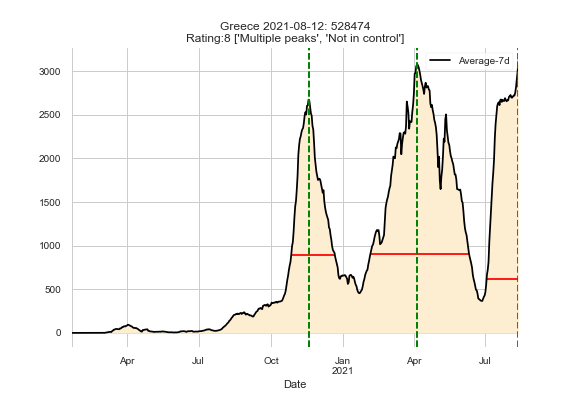 Greece 2021-08-12: 528474
Rating:8 ['Multiple peaks', 'Not in control']
Average-7d
3000
2500
2000
1500
1000
500
0
Apr
Jul
Oct
Jan
2021
Apr
Jul
Date